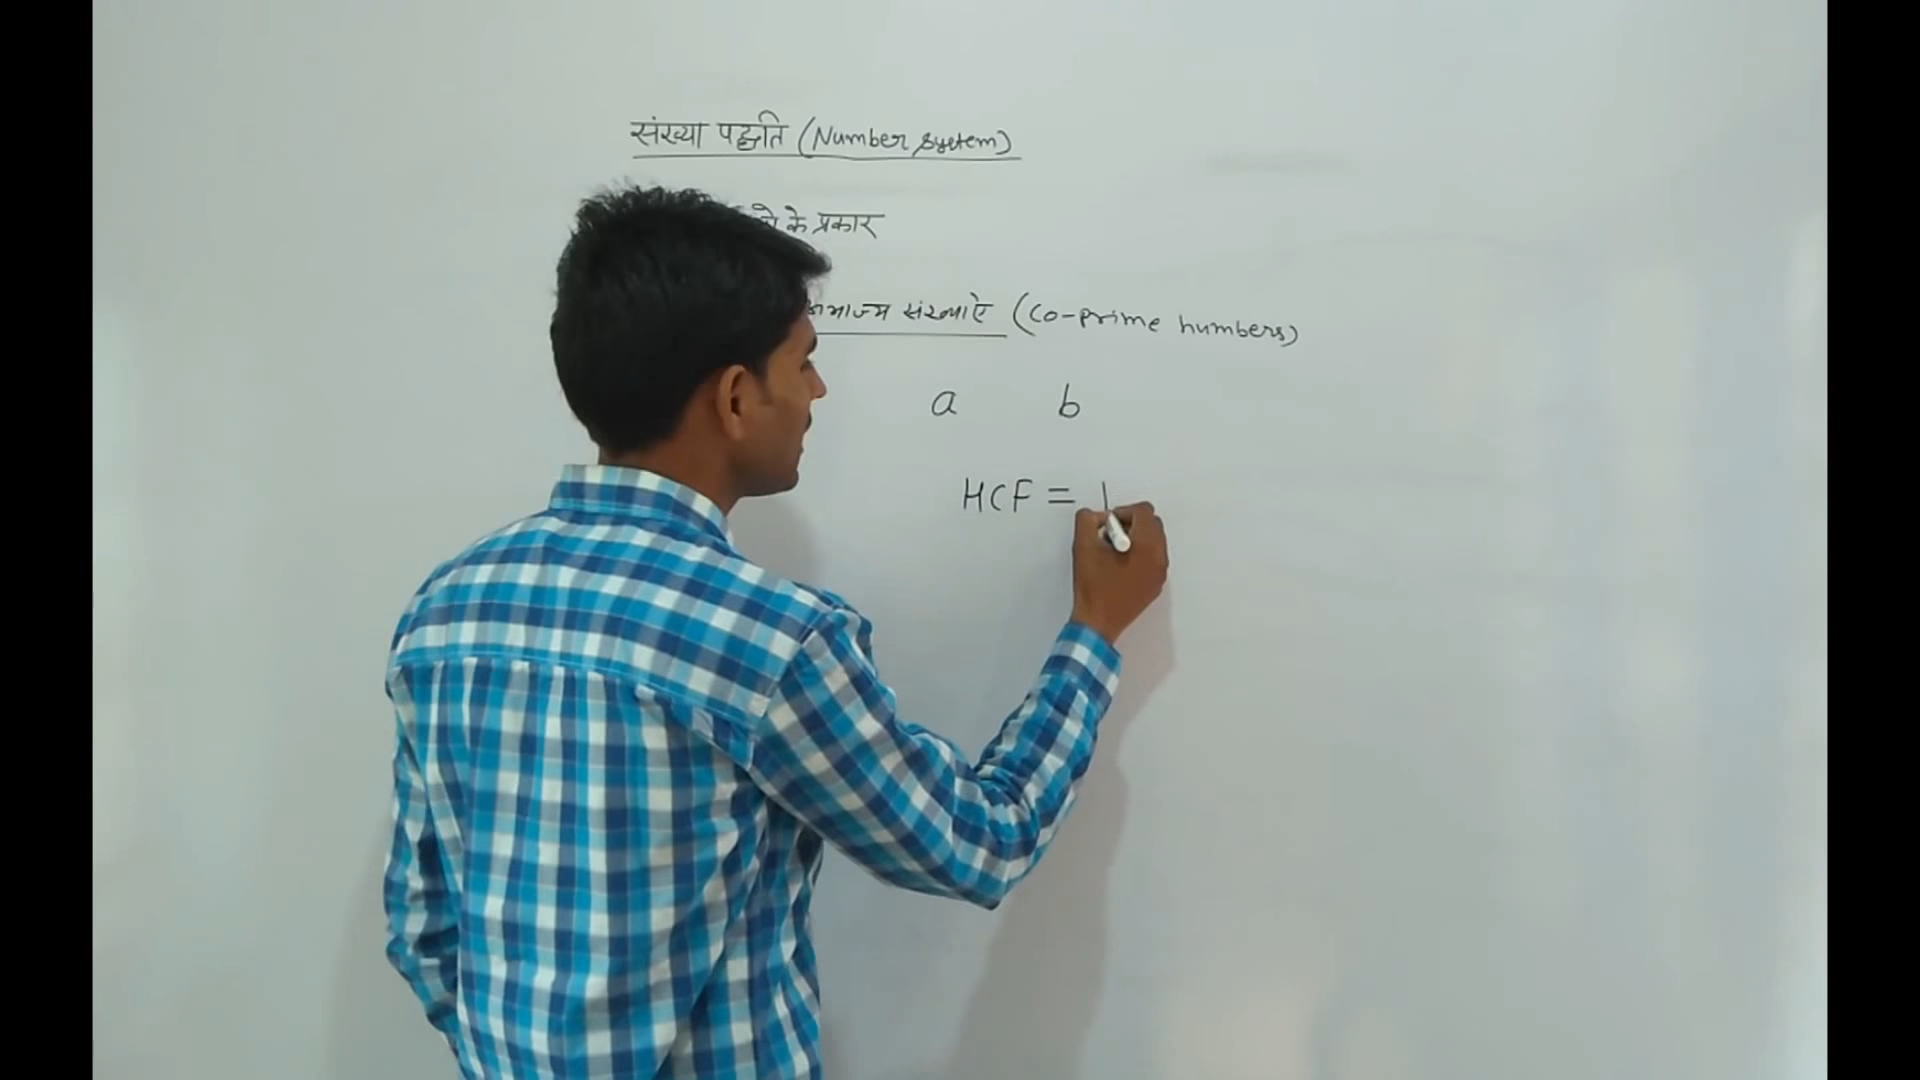 संख्या पद्धति (Number System)
के प्रकार
संख्याऐ (Co-prime numbers)
a b
HCF = 1